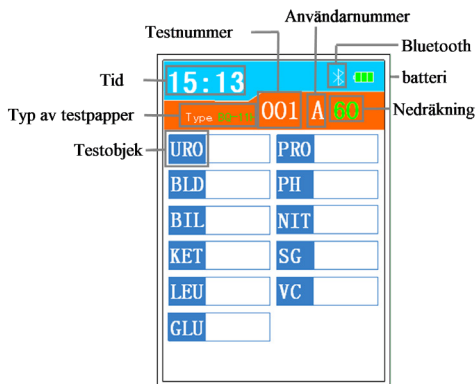 Användarnummer
Testnummer
Bluetooth
Tid
15:13
batteri
Typ av testpapper
Type
001
A
60
Nedräkning
Testobjek
URO
PRO
BLD
PH
BIL
NIT
KET
SG
LEU
VC
GLU